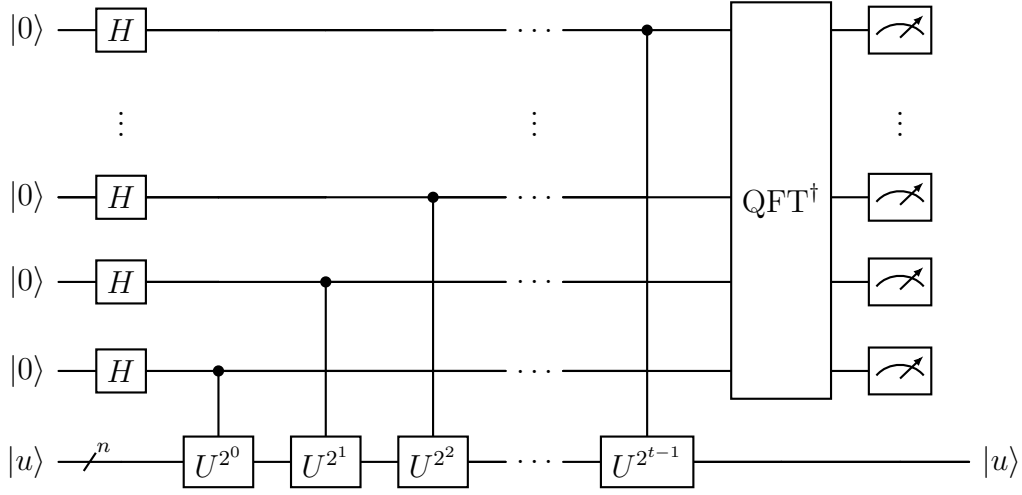 |0⟩ H ··· 
⋮ ⋮ ⋮
|0⟩ H ··· QFT†
|0⟩ H ···
|0⟩ H ···
|u⟩ n U^{2^0} U^{2^1} U^{2^2} ··· U^{2^{t−1}} |u⟩